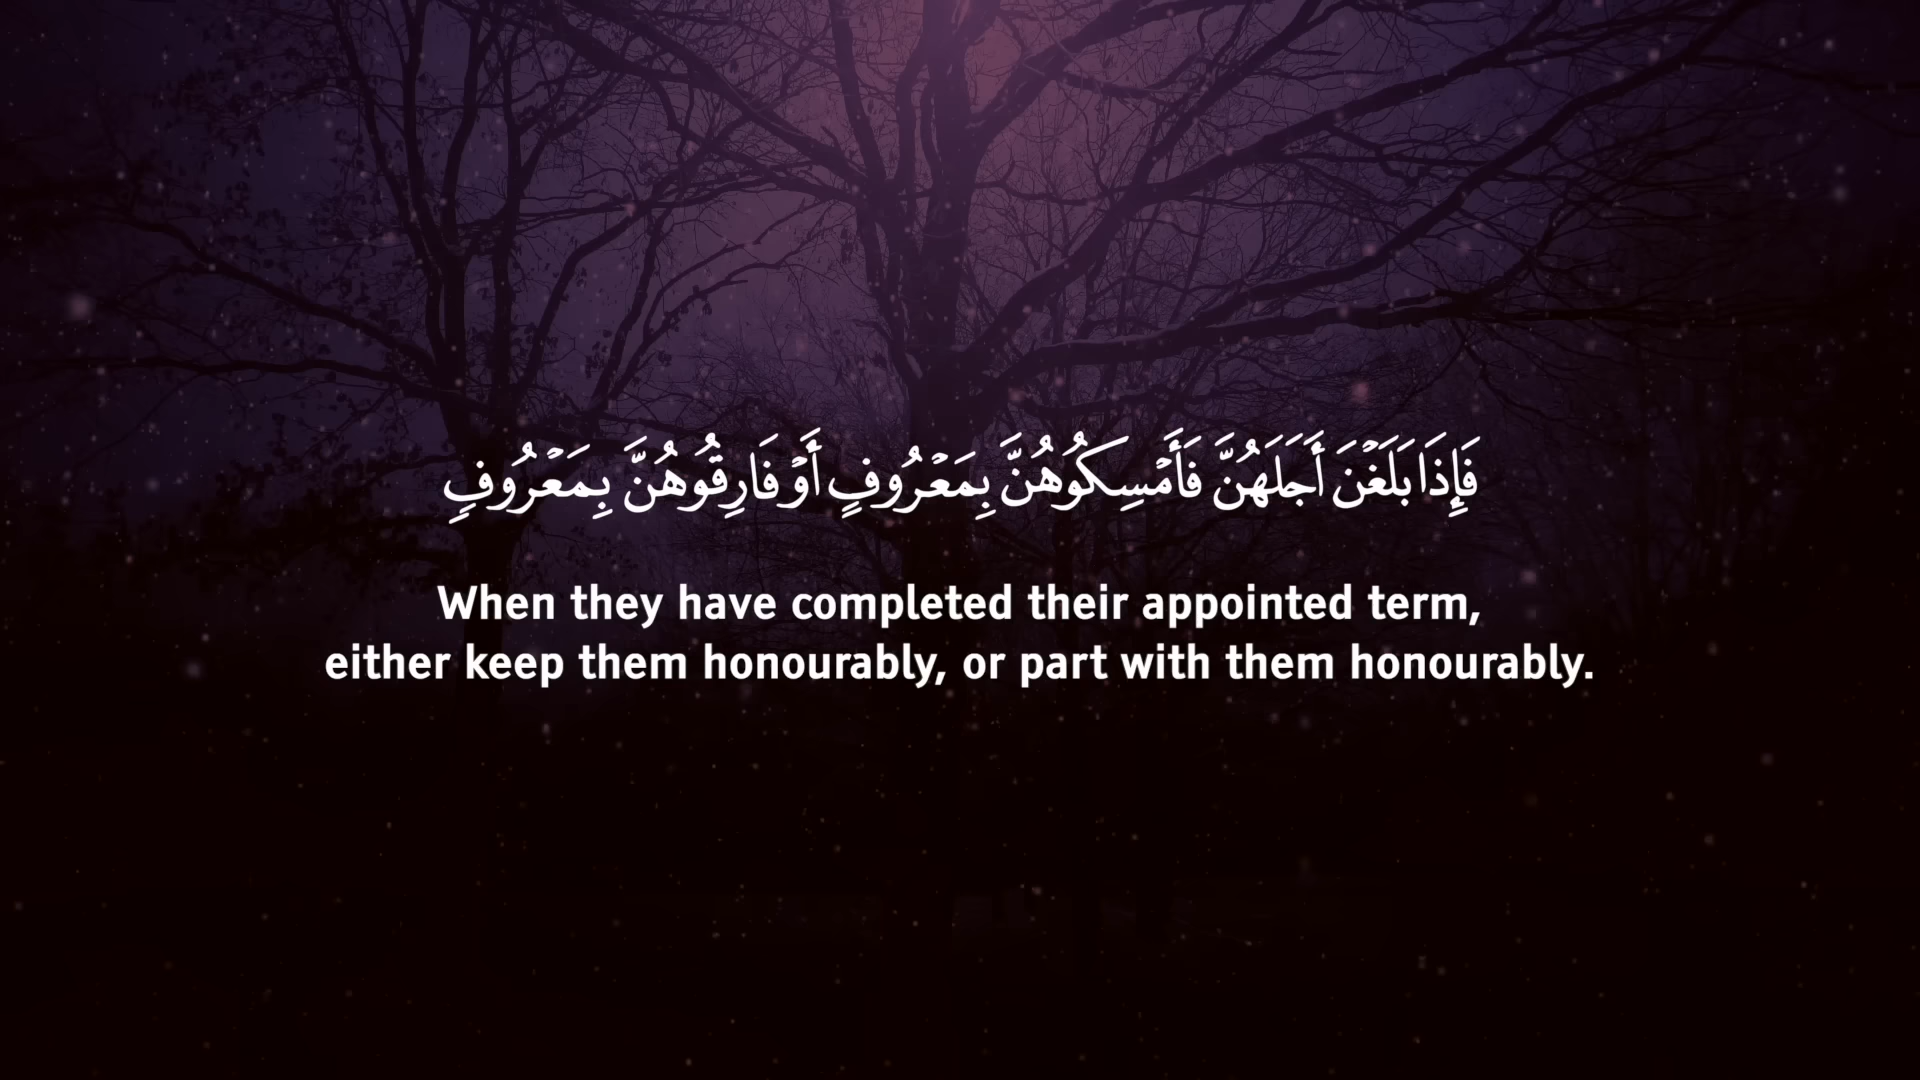 فَإِذَا بَلَغْنَ أَجَلَهُنَّ فَأَمْسِكُوهُنَّ بِمَعْرُوفٍ أَوْ فَارِقُوهُنَّ بِمَعْرُوفٍ
When they have completed their appointed term,
either keep them honourably, or part with them honourably.